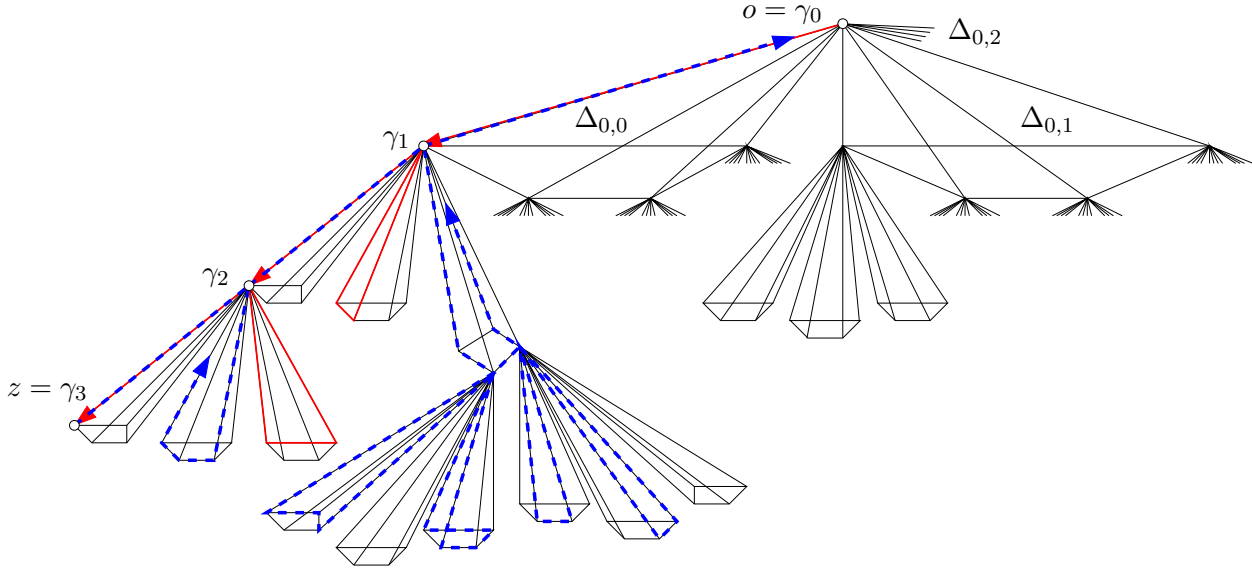 o = γ₀
Δ₀,₂
Δ₀,₀
Δ₀,₁
γ₁
γ₂
z = γ₃